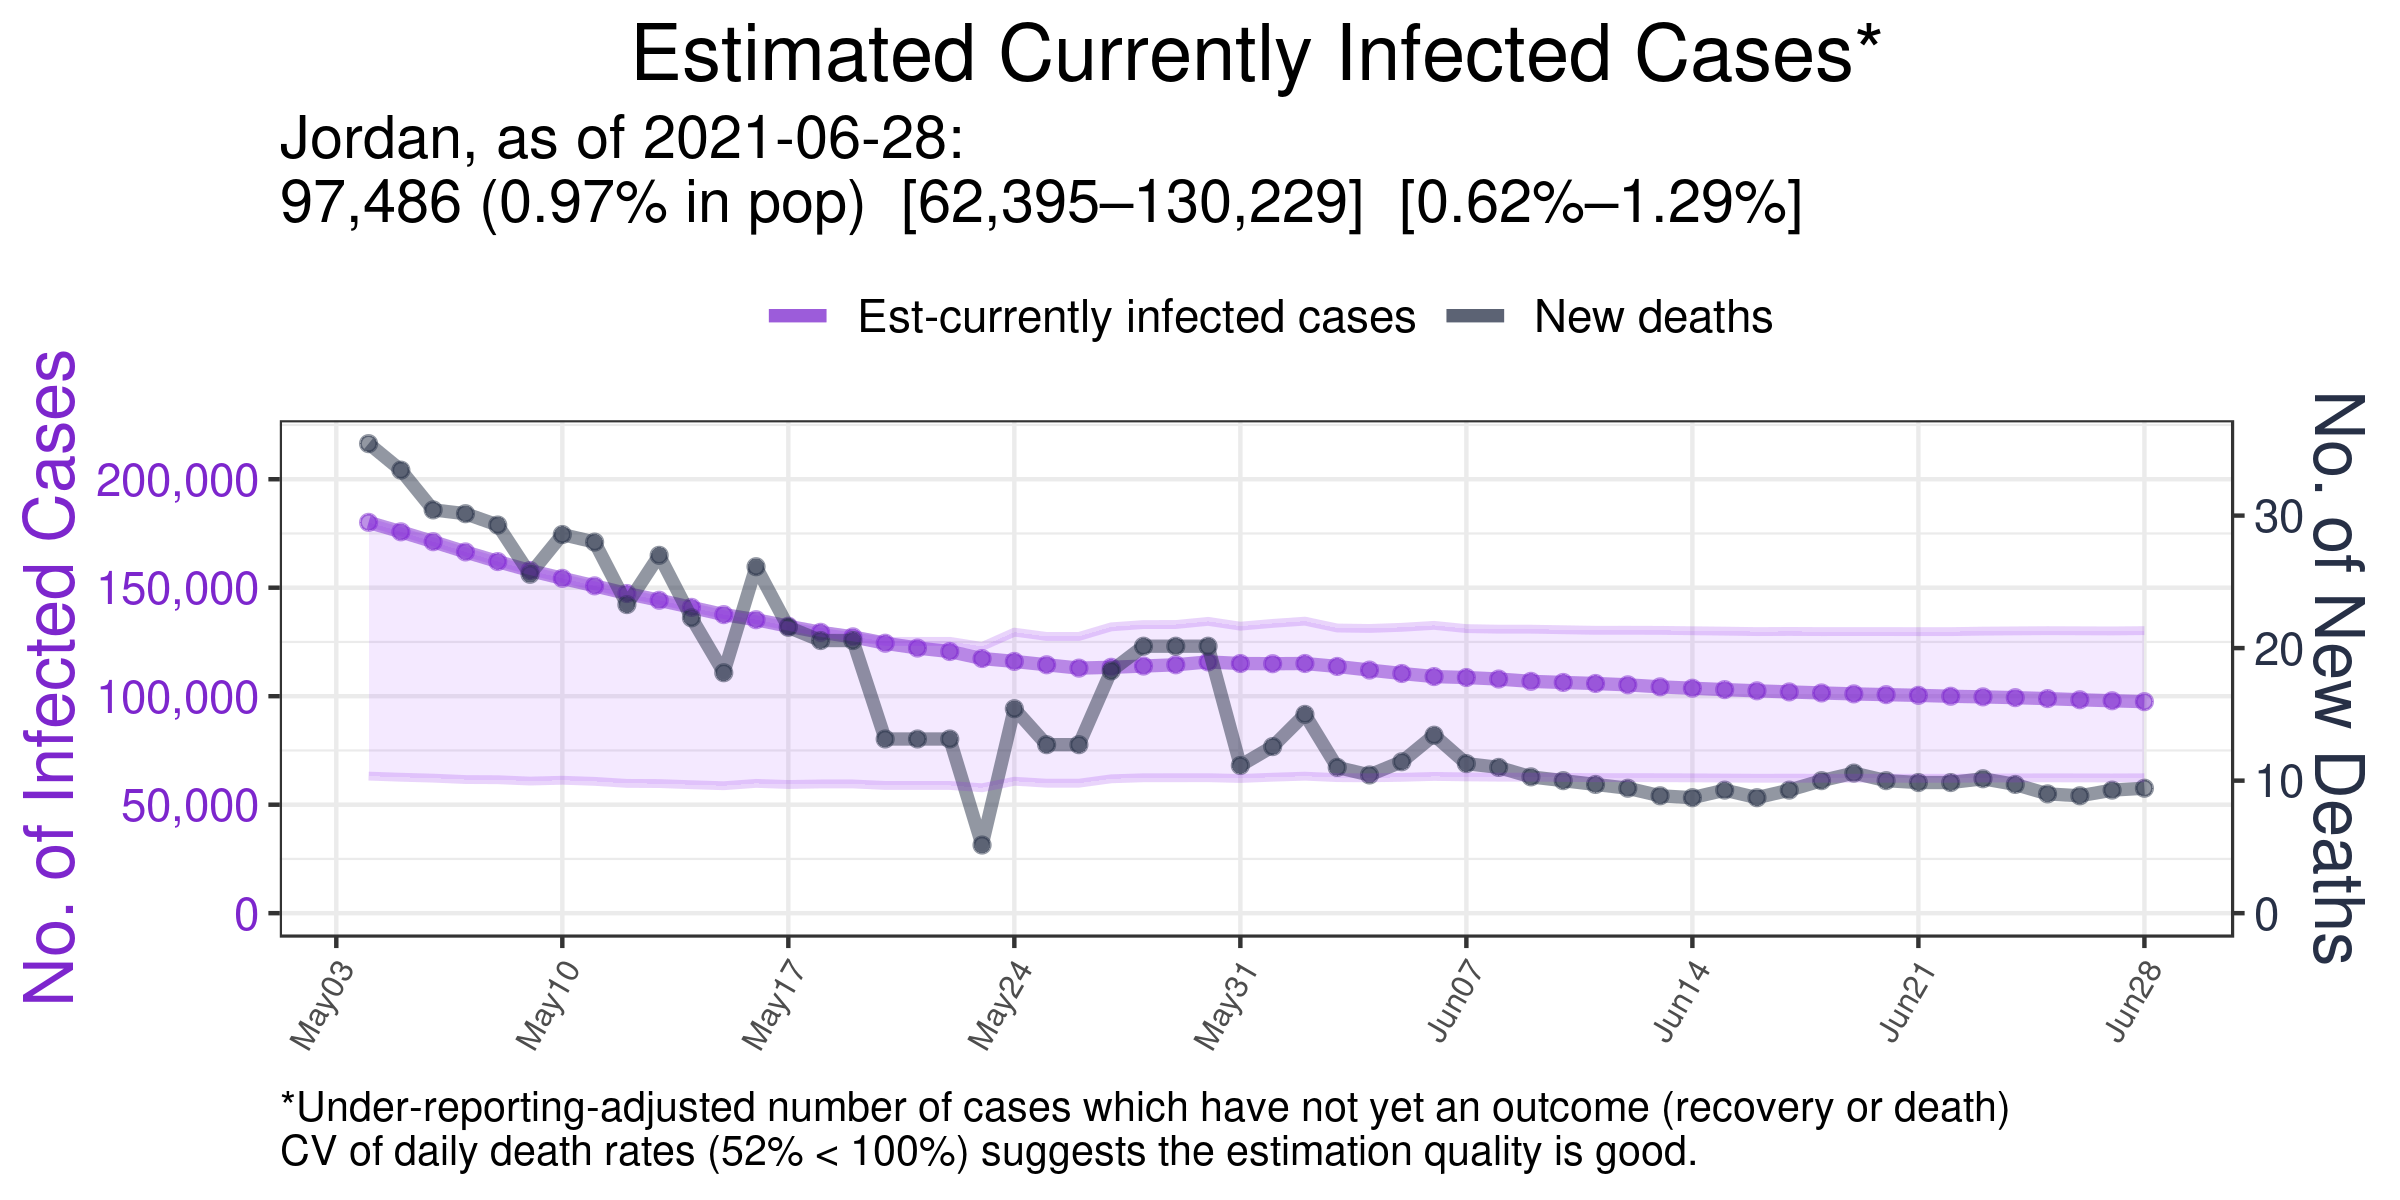 Estimated Currently Infected Cases*
Jordan, as of 2021-06-28:
97,486 (0.97% in pop)  [62,395–130,229]  [0.62%–1.29%]
Est-currently infected cases
New deaths
No. of Infected Cases
200,000
150,000
100,000
50,000
0
No. of New Deaths
30
20
10
0
May03
May10
May17
May24
May31
Jun07
Jun14
Jun21
Jun28
*Under-reporting-adjusted number of cases which have not yet an outcome (recovery or death)
CV of daily death rates (52% < 100%) suggests the estimation quality is good.